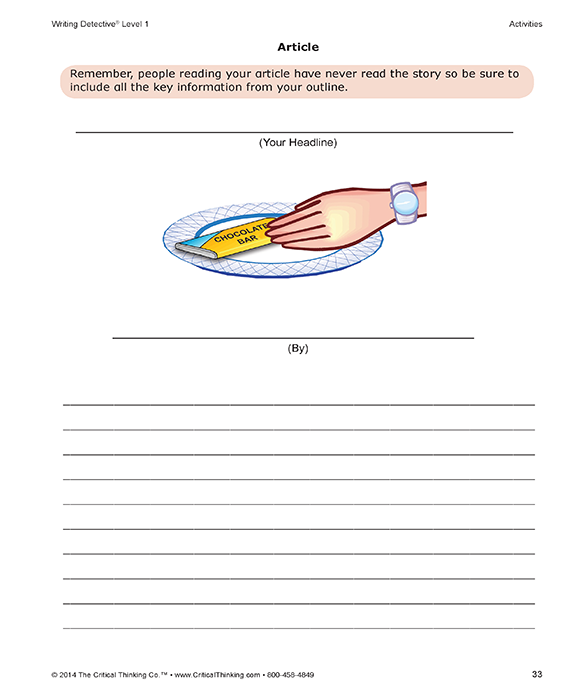 Writing Detective® Level 1
Activities
Article
Remember, people reading your article have never read the story so be sure to
include all the key information from your outline.
(Your Headline)
CHOCOLATE
BAR
(By)
© 2014 The Critical Thinking Co.™ • www.CriticalThinking.com • 800-458-4849
33